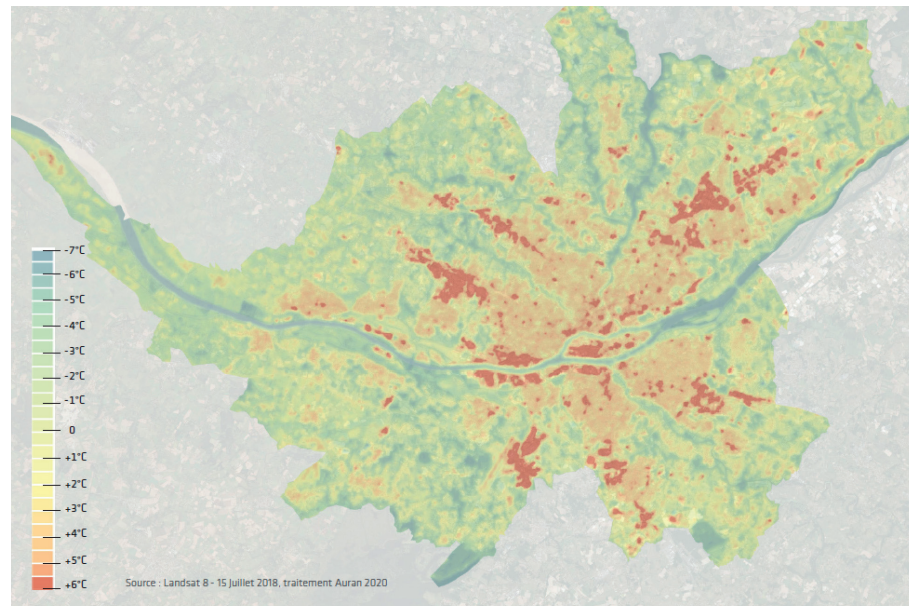 -7°C
-6°C
-5°C
-4°C
-3°C
-2°C
-1°C
0
+1°C
+2°C
+3°C
+4°C
+5°C
+6°C
Source : Landsat 8 - 15 Juillet 2018, traitement Auran 2020